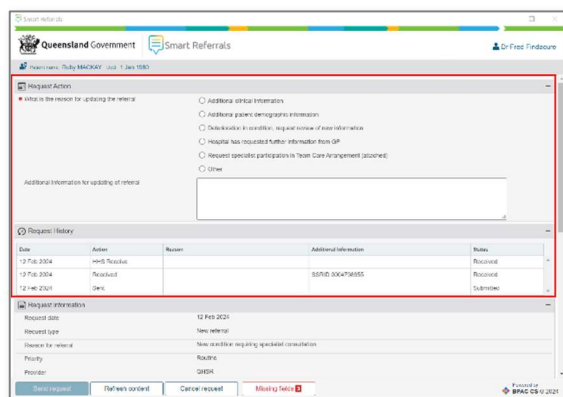 Smart Referrals
Queensland Government Smart Referrals
Dr Fred Findacure
Patient name: Ruby MACKAY DOB: 1 Jan 1980
Request Action
What is the reason for updating the referral
Additional clinical information
Additional patient demographic information
Deterioration in condition, request review of new information
Hospital has requested further information from GP
Request specialist participation in Team Care Arrangement (attached)
Other
Additional information for updating of referral
Request History
Date Action Reason Additional Information Status
12 Feb 2024 HHS Receive Received
12 Feb 2024 Received Received
12 Feb 2024 Sent Submitted
Request Information
Request date 12 Feb 2024
Request type New referral
Reason for referral New condition requiring specialist consultation
Priority Routine
Provider
Send request Refresh content Cancel request Missing fields
Powered by
BPAC CS © 2024